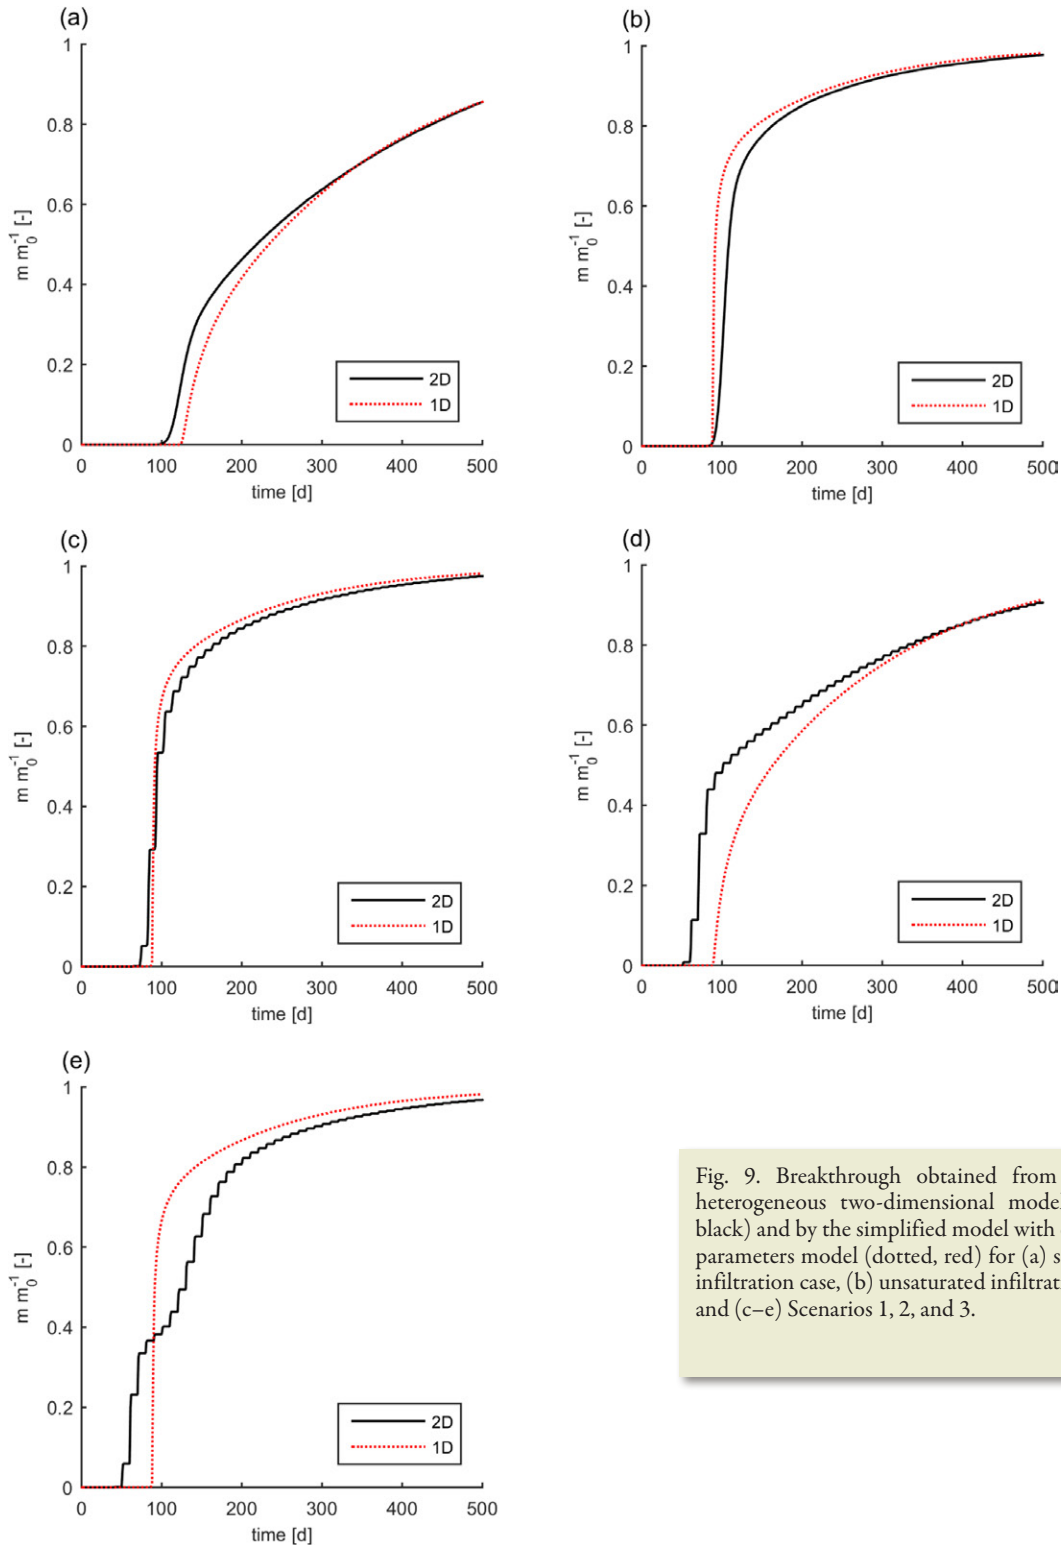 (a)
1
0.8
0.6
0.4
0.2
0
m m₀⁻¹ [-]
2D
1D
0 100 200 300 400 500
time [d]
(b)
1
0.8
0.6
0.4
0.2
0
m m₀⁻¹ [-]
2D
1D
0 100 200 300 400 500
time [d]
(c)
1
0.8
0.6
0.4
0.2
0
m m₀⁻¹ [-]
2D
1D
0 100 200 300 400 500
time [d]
(d)
1
0.8
0.6
0.4
0.2
0
m m₀⁻¹ [-]
2D
1D
0 100 200 300 400 500
time [d]
(e)
1
0.8
0.6
0.4
0.2
0
m m₀⁻¹ [-]
2D
1D
0 100 200 300 400 500
time [d]
Fig. 9. Breakthrough obtained from
heterogeneous two-dimensional model
black) and by the simplified model with
parameters model (dotted, red) for (a)
infiltration case, (b) unsaturated
and (c–e) Scenarios 1, 2, and 3.